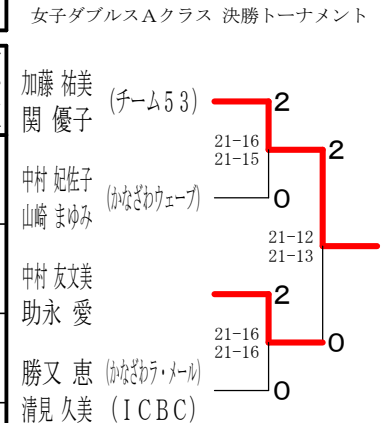 女子ダブルスAクラス 決勝トーナメント
加藤 祐美
関 優子
(チーム53)
2
21-16
21-15
2
中村 妃佐子
山崎 まゆみ
(かなざわウェーブ)
0
21-12
21-13
中村 友文美
助永 愛
2
21-16
21-16
0
勝又 恵 (かなざわラ・メール)
清見 久美 (ICBC)
0